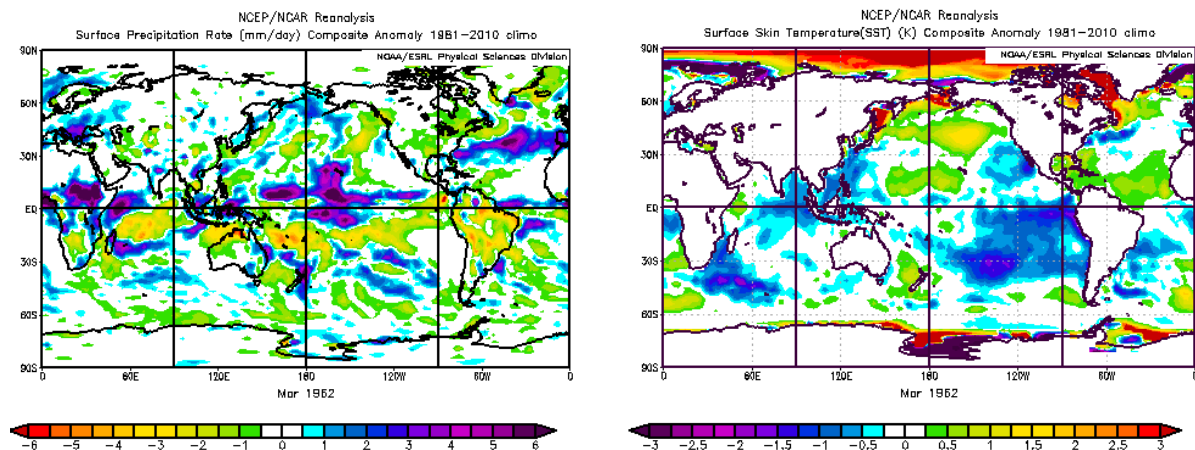 NCEP/NCAR Reanalysis
Surface Precipitation Rate (mm/day) Composite Anomaly 1981-2010 climo
NOAA/ESRL Physical Sciences Division
90N
60N
30N
EQ
30S
60S
90S
0 60E 120E 180 120W 60W 0
Mar 1962
-6 -5 -4 -3 -2 -1 0 1 2 3 4 5 6
NCEP/NCAR Reanalysis
Surface Skin Temperature(SST) (K) Composite Anomaly 1981-2010 climo
NOAA/ESRL Physical Sciences Division
90N
60N
30N
EQ
30S
60S
90S
0 60E 120E 180 120W 60W 0
Mar 1962
-3 -2.5 -2 -1.5 -1 -0.5 0 0.5 1 1.5 2 2.5 3